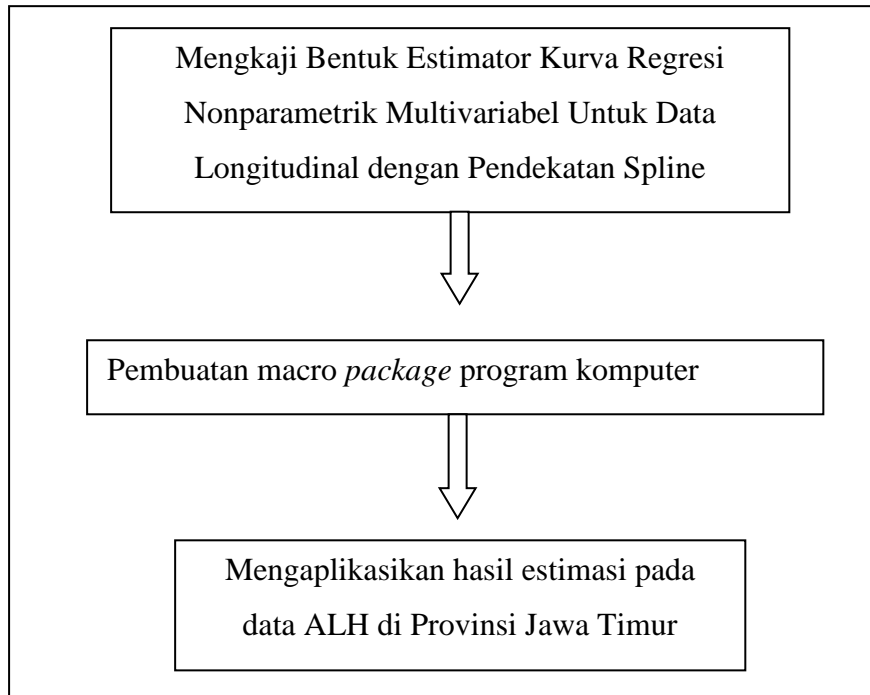 Mengkaji Bentuk Estimator Kurva Regresi
Nonparametrik Multivariabel Untuk Data
Longitudinal dengan Pendekatan Spline
Pembuatan macro package program komputer
Mengaplikasikan hasil estimasi pada
data ALH di Provinsi Jawa Timur